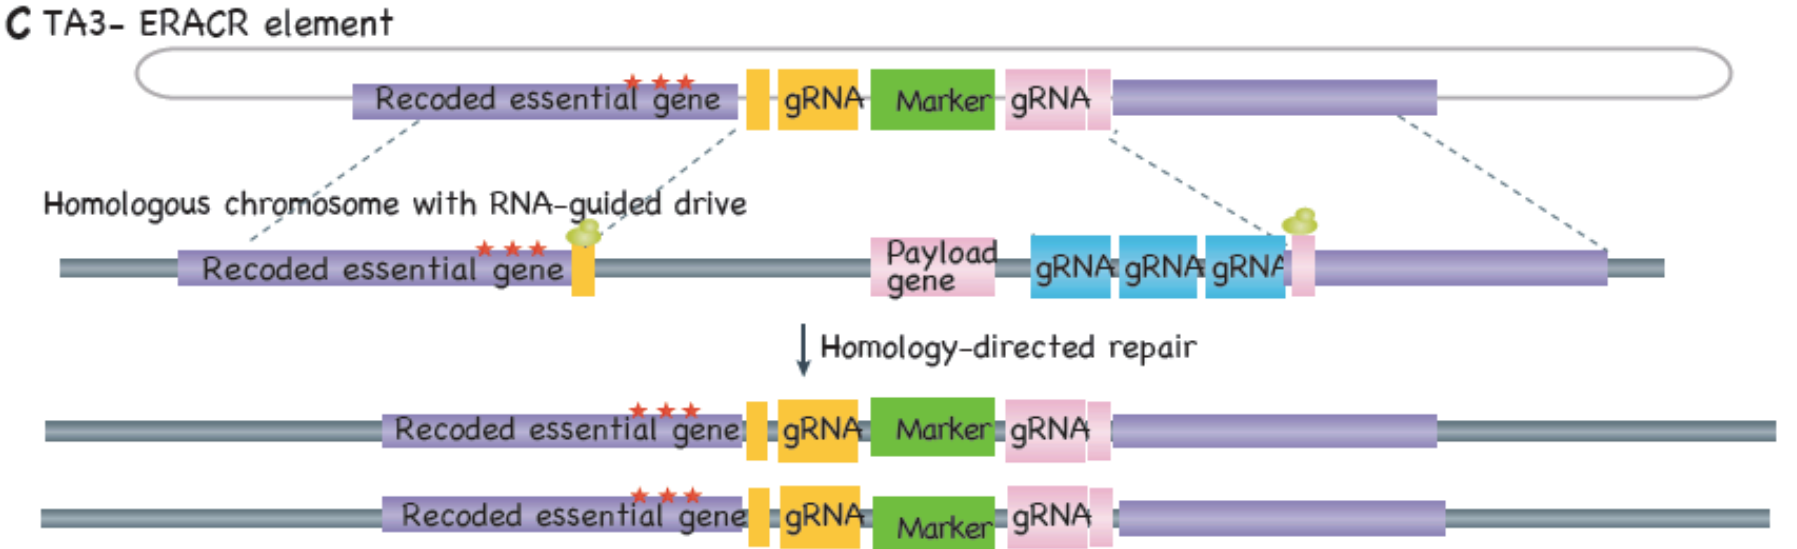 C TA3- ERACR element
Recoded essential gene gRNA Marker gRNA
Homologous chromosome with RNA-guided drive
Recoded essential gene Payload gene gRNA gRNA gRNA
Homology-directed repair
Recoded essential gene gRNA Marker gRNA
Recoded essential gene gRNA Marker gRNA